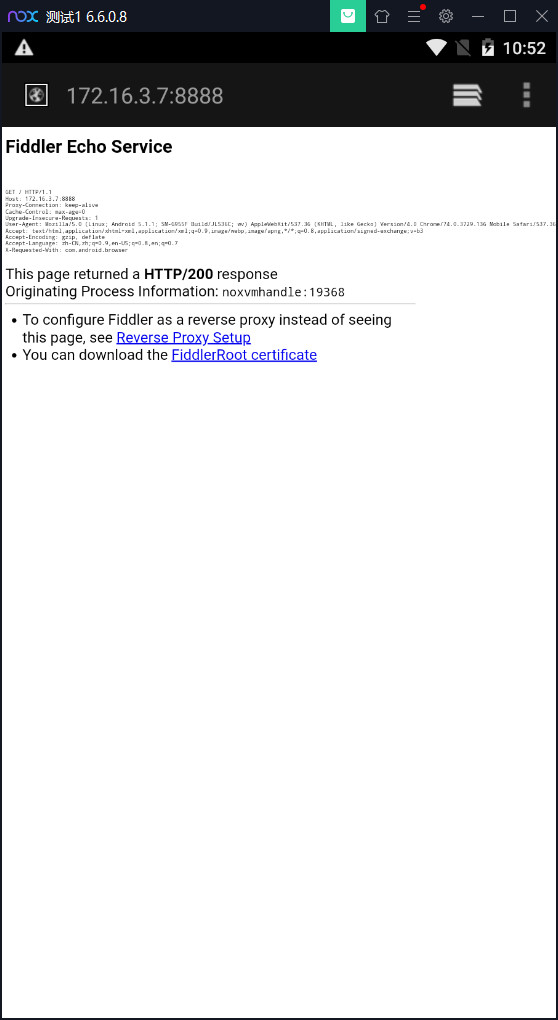 nox 测试1 6.6.0.8
10:52
172.16.3.7:8888
Fiddler Echo Service
GET / HTTP/1.1
Host: 172.16.3.7:8888
Proxy-Connection: keep-alive
Cache-Control: max-age=0
Upgrade-Insecure-Requests: 1
User-Agent: Mozilla/5.0 (Linux; Android 5.1.1; Build/JLS36C; wv) AppleWebKit/537.36 (KHTML, like Gecko) Version/4.0 Chrome/74.0.3729.136 Mobile Safari/537.36
Accept: text/html,application/xhtml+xml,application/xml;q=0.9,image/webp,image/apng,*/*;q=0.8,application/signed-exchange;v=b3
Accept-Encoding: gzip, deflate
Accept-Language: zh-CN,zh;q=0.9,en-US;q=0.8,en;q=0.7
X-Requested-With: com.android.browser
This page returned a HTTP/200 response
Originating Process Information: noxvmhandle:19368
• To configure Fiddler as a reverse proxy instead of seeing
this page, see Reverse Proxy Setup
• You can download the FiddlerRoot certificate